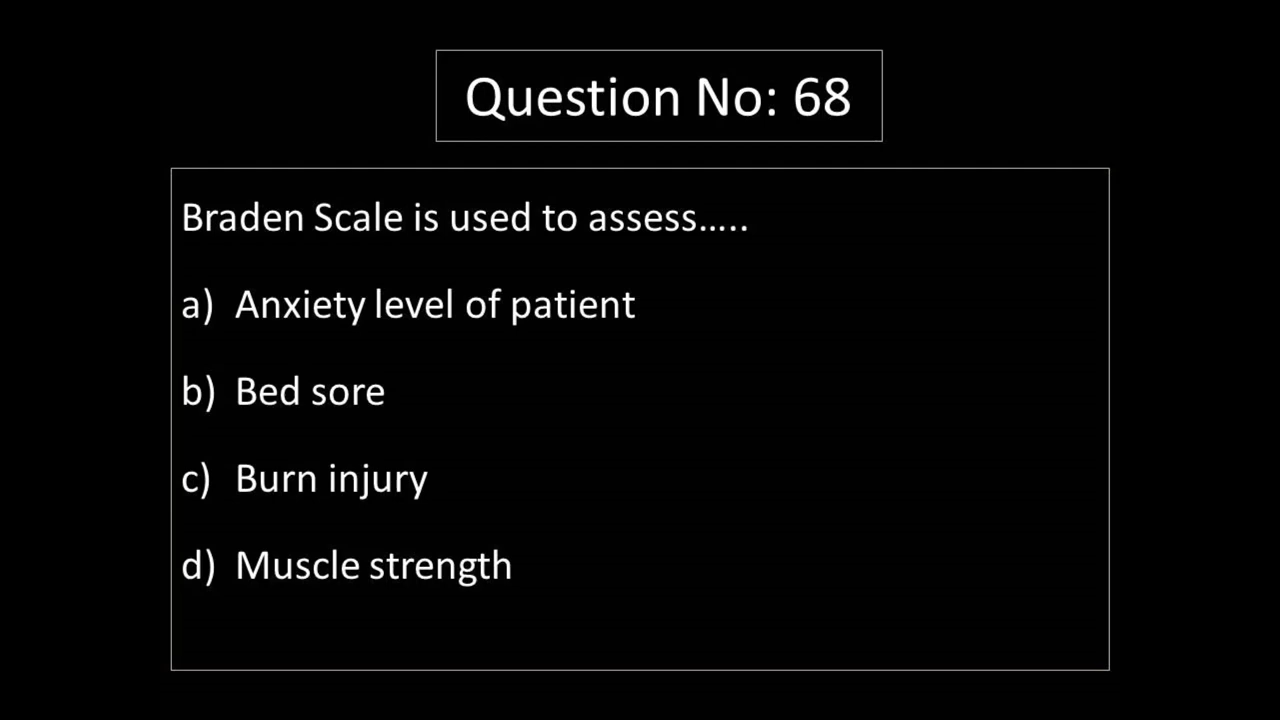 Question No: 68
Braden Scale is used to assess.....
a) Anxiety level of patient
b) Bed sore
c) Burn injury
d) Muscle strength